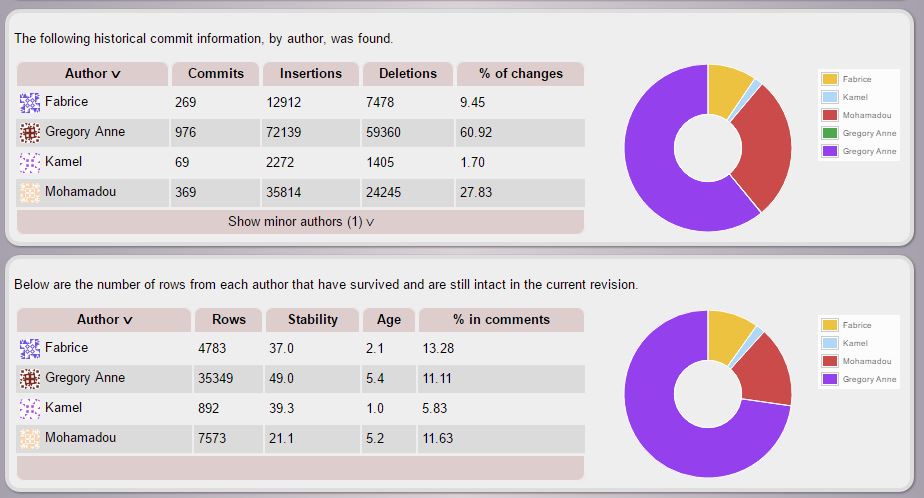 The following historical commit information, by author, was found.
Author ∨ Commits Insertions Deletions % of changes
Fabrice 269 12912 7478 9.45
Gregory Anne 976 72139 59360 60.92
Kamel 69 2272 1405 1.70
Mohamadou 369 35814 24245 27.83
Show minor authors (1) ∨
Fabrice
Kamel
Mohamadou
Gregory Anne
Gregory Anne
Below are the number of rows from each author that have survived and are still intact in the current revision.
Author ∨ Rows Stability Age % in comments
Fabrice 4783 37.0 2.1 13.28
Gregory Anne 35349 49.0 5.4 11.11
Kamel 892 39.3 1.0 5.83
Mohamadou 7573 21.1 5.2 11.63
Fabrice
Kamel
Mohamadou
Gregory Anne